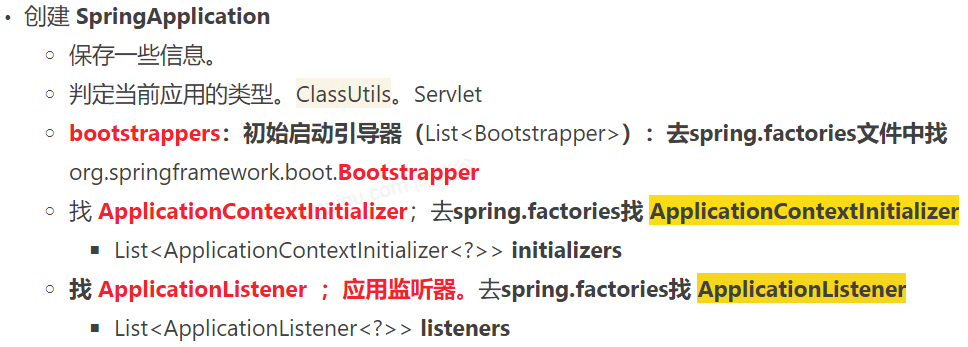 • 创建 SpringApplication
○ 保存一些信息。
○ 判定当前应用的类型。ClassUtils。Servlet
○ bootstrappers：初始启动引导器（List<Bootstrapper>）：去spring.factories文件中找
org.springframework.boot.Bootstrapper
○ 找 ApplicationContextInitializer；去spring.factories找 ApplicationContextInitializer
▪ List<ApplicationContextInitializer<?>> initializers
○ 找 ApplicationListener ；应用监听器。去spring.factories找 ApplicationListener
▪ List<ApplicationListener<?>> listeners